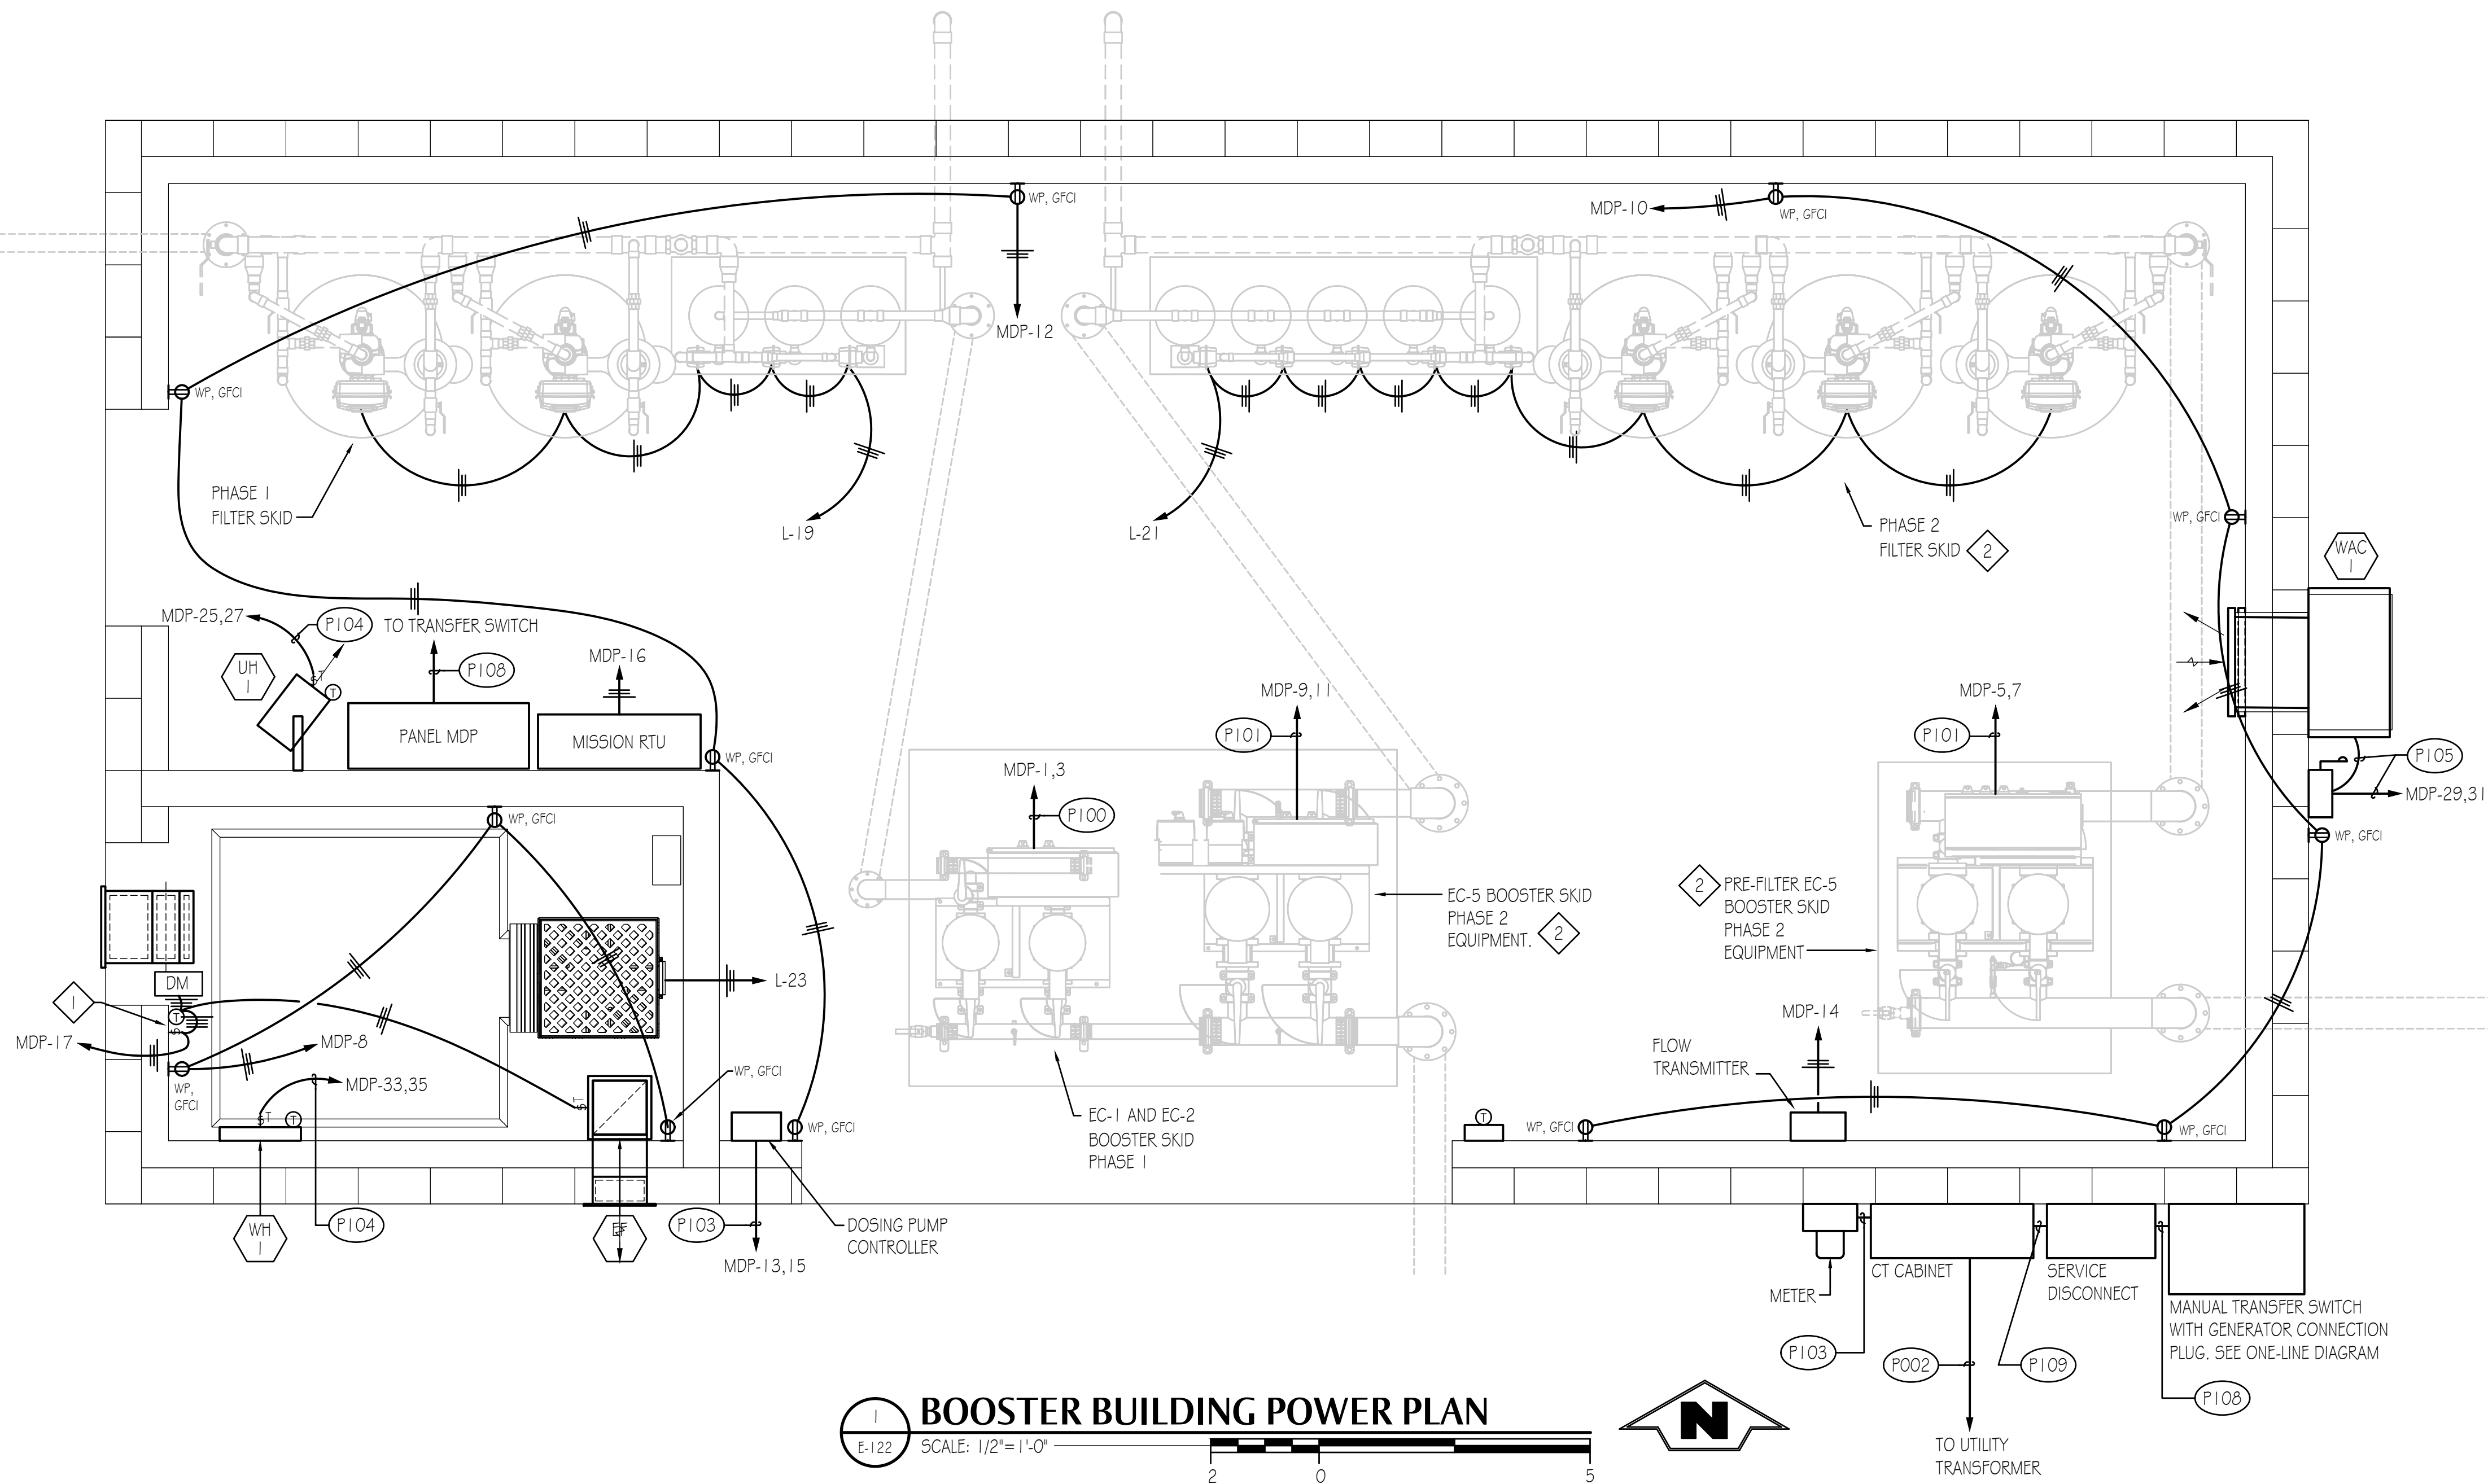 WP, GFCI
MDP-10
WP, GFCI
MDP-12
WP, GFCI
PHASE 1
FILTER SKID
L-19
L-21
WP, GFCI
PHASE 2
FILTER SKID
2
WAC
1
MDP-25,27
P104
TO TRANSFER SWITCH
UH
1
P108
MDP-16
ST
T
PANEL MDP
MISSION RTU
WP, GFCI
MDP-9,11
P101
MDP-5,7
P101
P105
MDP-29,31
MDP-1,3
P100
WP, GFCI
WP, GFCI
2
PRE-FILTER EC-5
BOOSTER SKID
PHASE 2
EQUIPMENT
EC-5 BOOSTER SKID
PHASE 2
EQUIPMENT.
2
DM
1
T
S
L-23
MDP-17
MDP-8
MDP-14
FLOW
TRANSMITTER
WP,
GFCI
MDP-33,35
ST
T
ST
WP, GFCI
WP, GFCI
EC-1 AND EC-2
BOOSTER SKID
PHASE 1
T
WP, GFCI
WP, GFCI
WH
1
P104
EF
P103
DOSING PUMP
CONTROLLER
MDP-13,15
METER
CT CABINET
SERVICE
DISCONNECT
MANUAL TRANSFER SWITCH
WITH GENERATOR CONNECTION
PLUG. SEE ONE-LINE DIAGRAM
P103
P002
P109
P108
TO UTILITY
TRANSFORMER
1
E-122
BOOSTER BUILDING POWER PLAN
SCALE: 1/2"=1'-0"
2
0
5
N